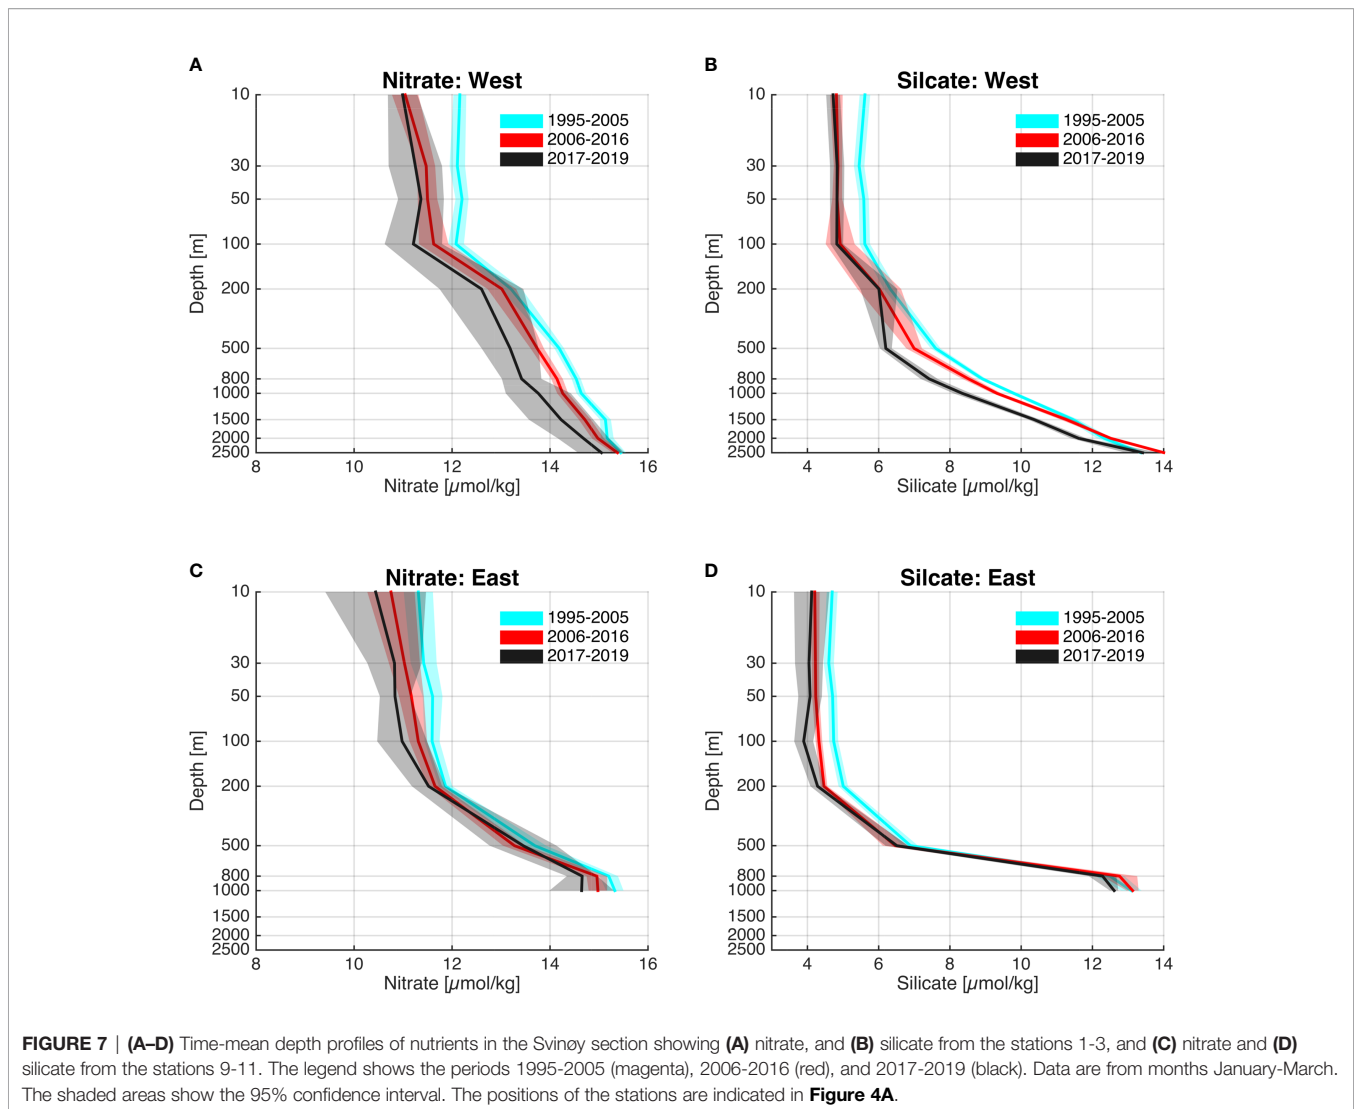 A
Nitrate: West
10
30
50
100
200
500
800
1000
1500
2000
2500
Depth [m]
1995-2005
2006-2016
2017-2019
8 10 12 14 16
Nitrate [µmol/kg]
B
Silcate: West
10
30
50
100
200
500
800
1000
1500
2000
2500
Depth [m]
1995-2005
2006-2016
2017-2019
4 6 8 10 12 14
Silicate [µmol/kg]
C
Nitrate: East
10
30
50
100
200
500
800
1000
1500
2000
2500
Depth [m]
1995-2005
2006-2016
2017-2019
8 10 12 14 16
Nitrate [µmol/kg]
D
Silcate: East
10
30
50
100
200
500
800
1000
1500
2000
2500
Depth [m]
1995-2005
2006-2016
2017-2019
4 6 8 10 12 14
Silicate [µmol/kg]
FIGURE 7 | (A–D) Time-mean depth profiles of nutrients in the Svinøy section showing (A) nitrate, and (B) silicate from the stations 1-3, and (C) nitrate and (D)
silicate from the stations 9-11. The legend shows the periods 1995-2005 (magenta), 2006-2016 (red), and 2017-2019 (black). Data are from months January-March.
The shaded areas show the 95% confidence interval. The positions of the stations are indicated in Figure 4A.